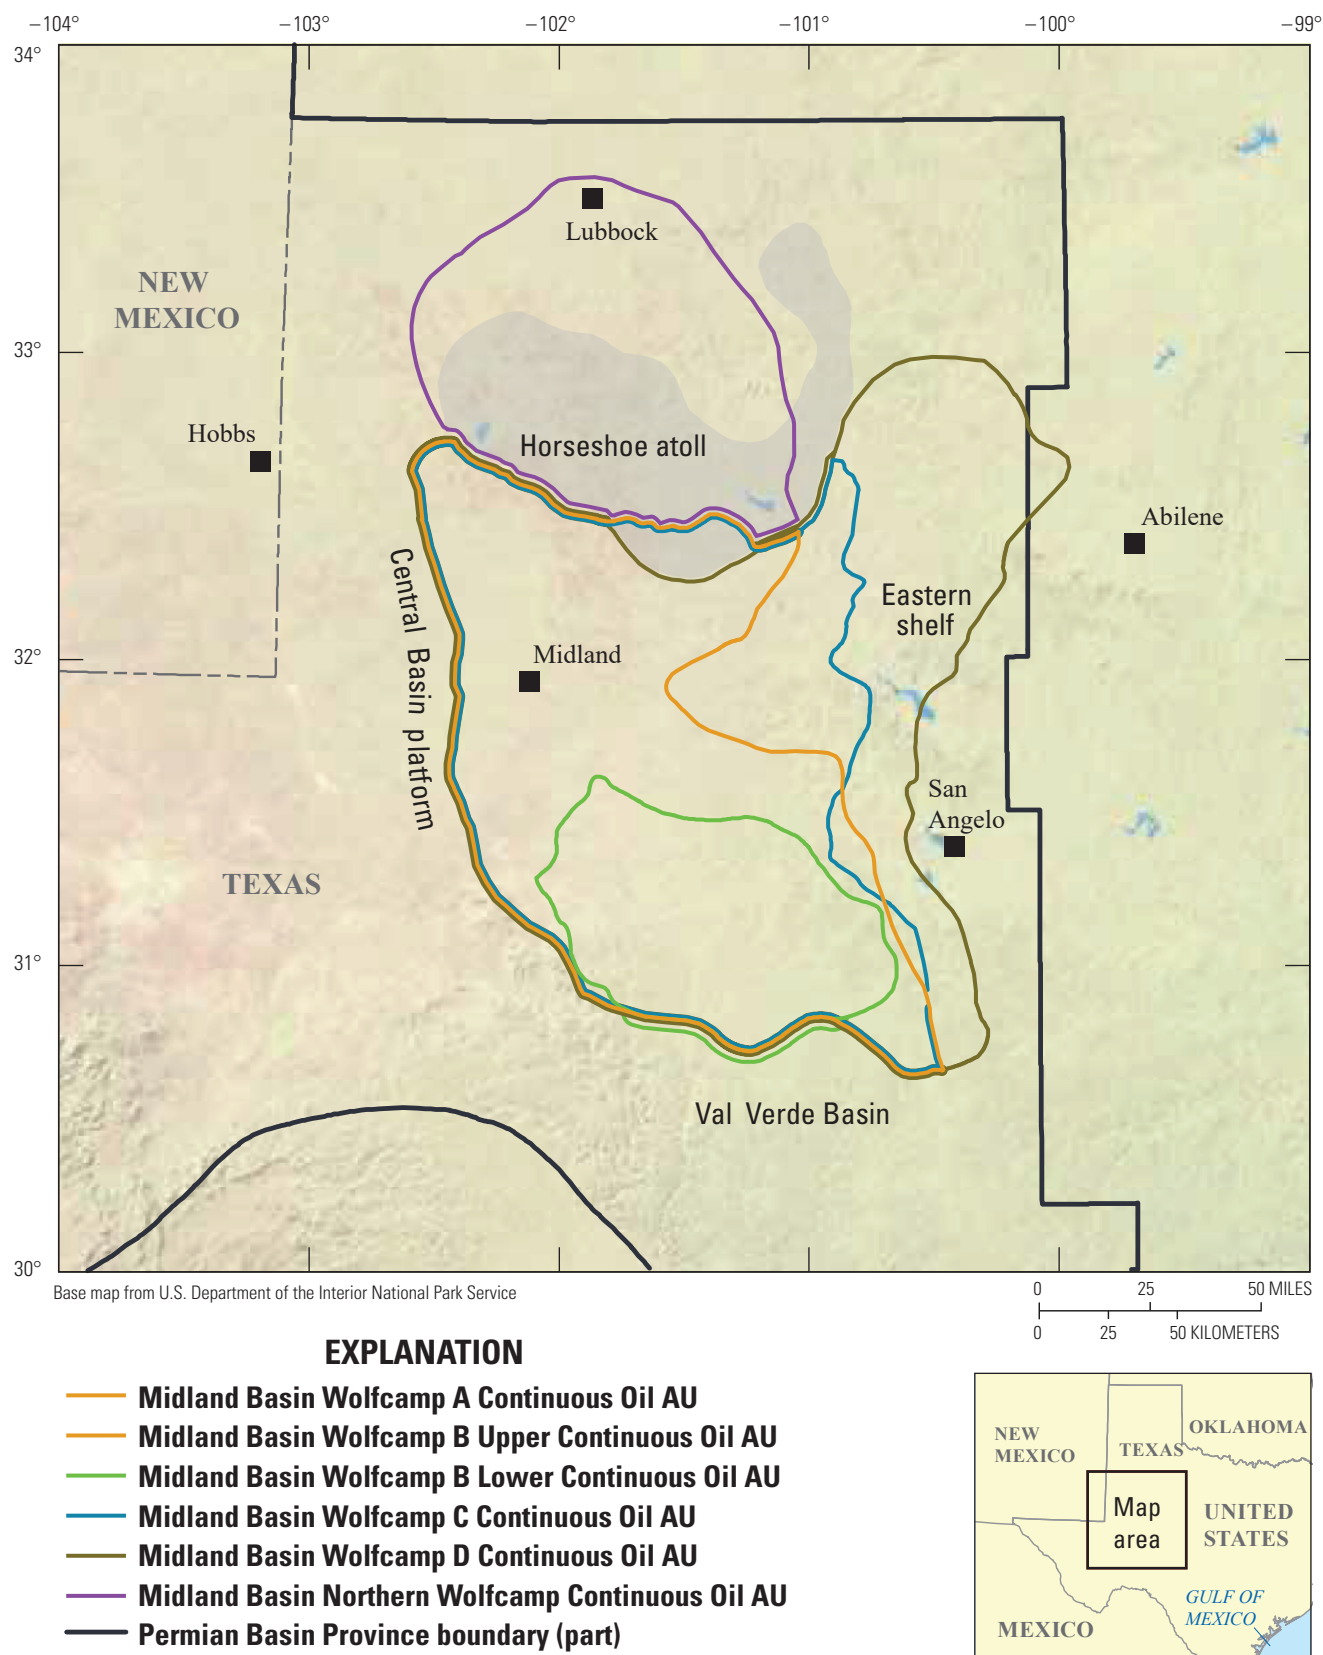 –104°
–103°
–102°
–101°
–100°
–99°
34°
Lubbock
NEW
MEXICO
33°
Hobbs
Horseshoe atoll
Abilene
Central Basin platform
Eastern
shelf
32°
Midland
San
Angelo
TEXAS
31°
Val Verde Basin
30°
Base map from U.S. Department of the Interior National Park Service
0 25 50 MILES
0 25 50 KILOMETERS
EXPLANATION
Midland Basin Wolfcamp A Continuous Oil AU
Midland Basin Wolfcamp B Upper Continuous Oil AU
Midland Basin Wolfcamp B Lower Continuous Oil AU
Midland Basin Wolfcamp C Continuous Oil AU
Midland Basin Wolfcamp D Continuous Oil AU
Midland Basin Northern Wolfcamp Continuous Oil AU
Permian Basin Province boundary (part)
NEW
MEXICO
TEXAS
OKLAHOMA
Map
area
UNITED
STATES
GULF OF
MEXICO
MEXICO